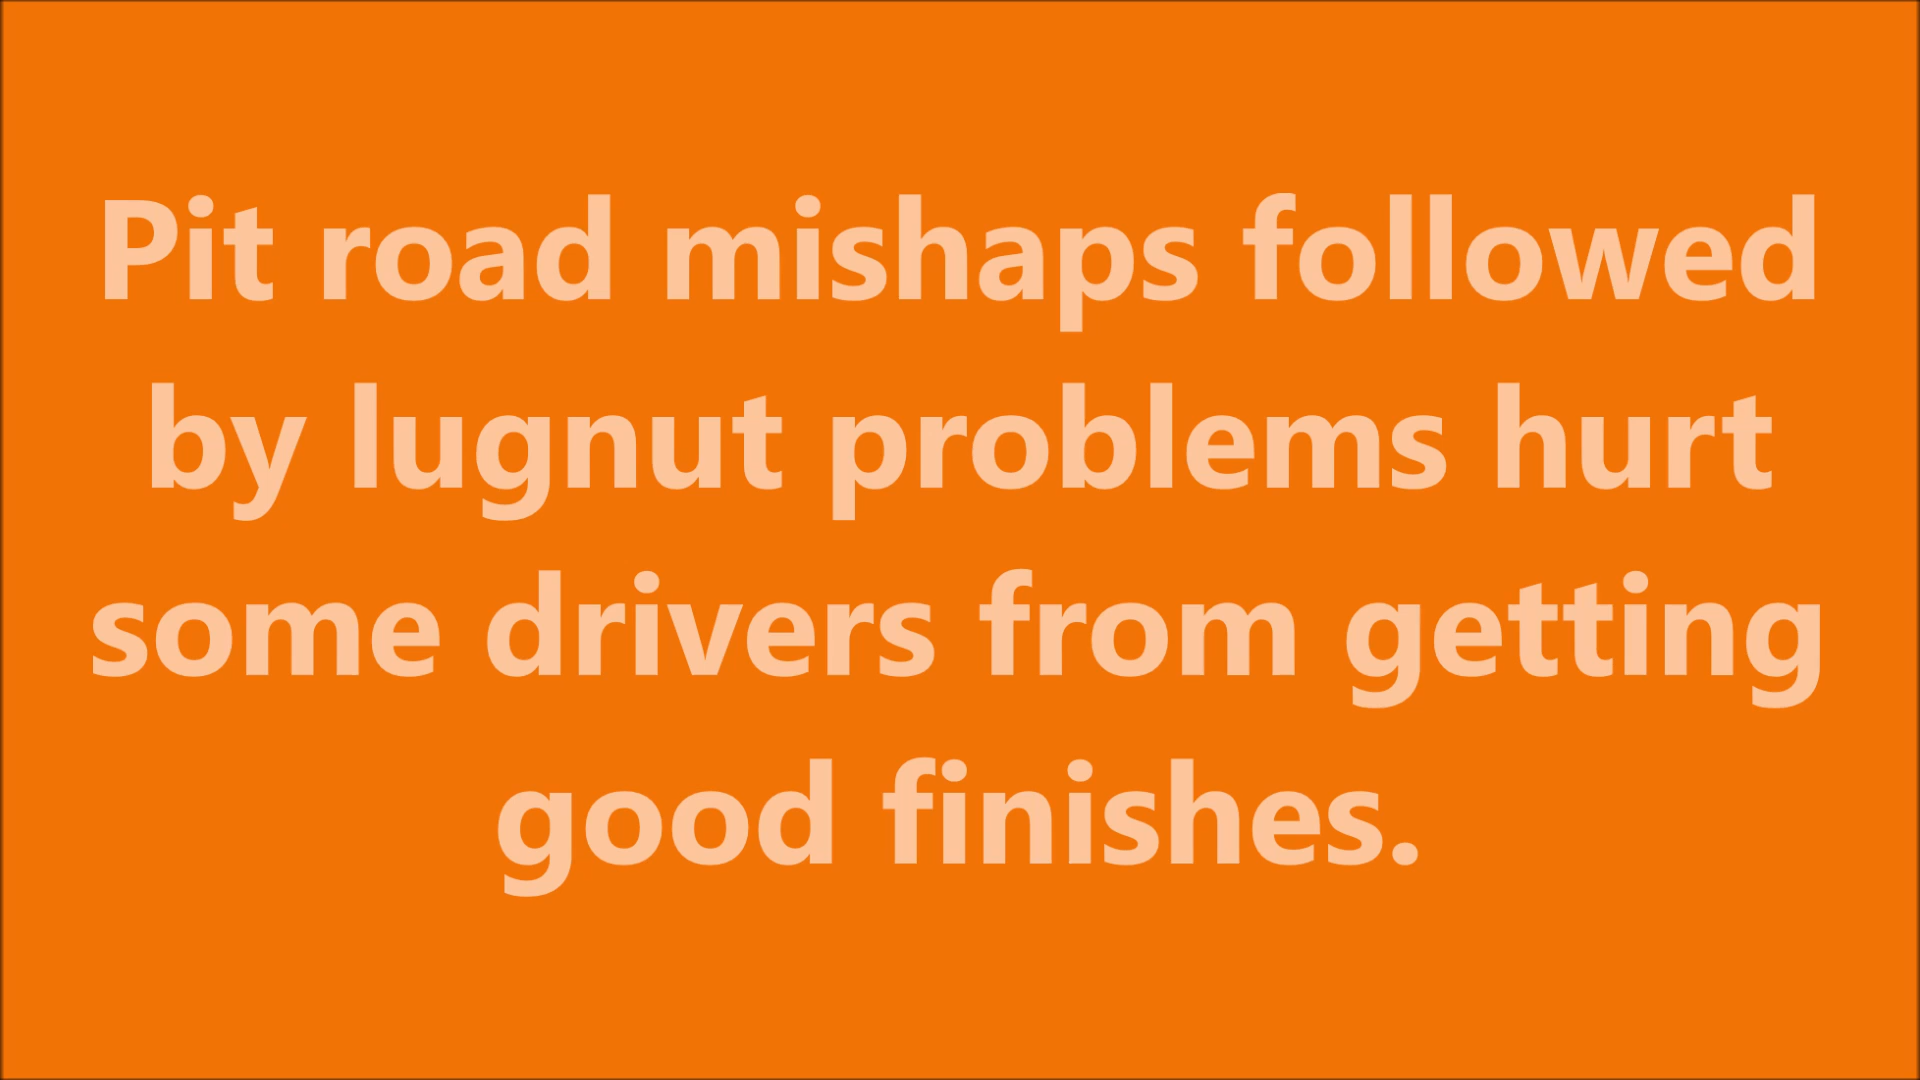 Pit road mishaps followed
by lugnut problems hurt
some drivers from getting
good finishes.